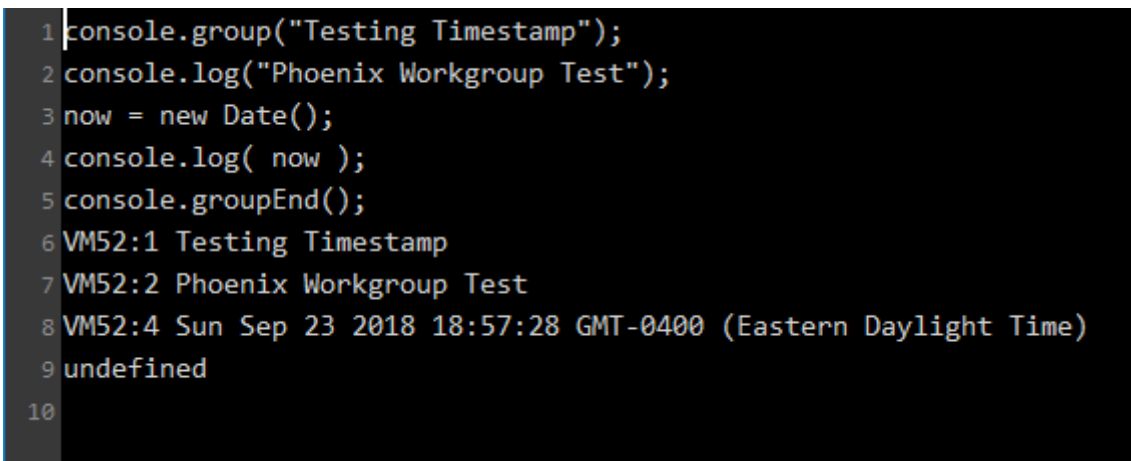 1 console.group("Testing Timestamp");
2 console.log("Phoenix Workgroup Test");
3 now = new Date();
4 console.log( now );
5 console.groupEnd();
6 VM52:1 Testing Timestamp
7 VM52:2 Phoenix Workgroup Test
8 VM52:4 Sun Sep 23 2018 18:57:28 GMT-0400 (Eastern Daylight Time)
9 undefined
10